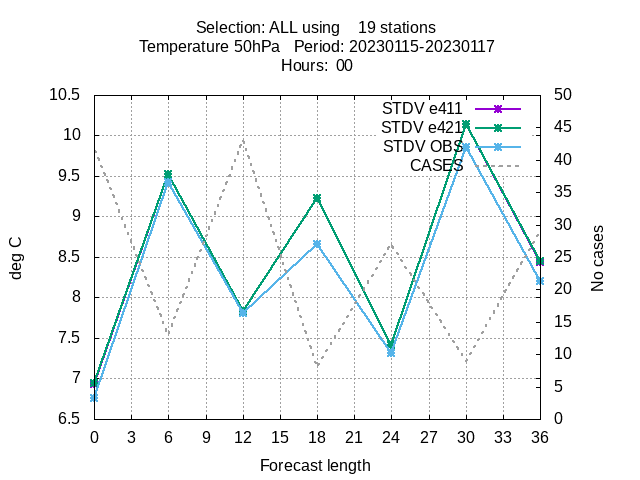 Selection: ALL using    19 stations
Temperature 50hPa   Period: 20230115-20230117
Hours:  00
STDV e411
STDV e421
STDV OBS
CASES
10.5
10
9.5
9
8.5
8
7.5
7
6.5
50
45
40
35
30
25
20
15
10
5
0
deg C
No cases
0 3 6 9 12 15 18 21 24 27 30 33 36
Forecast length